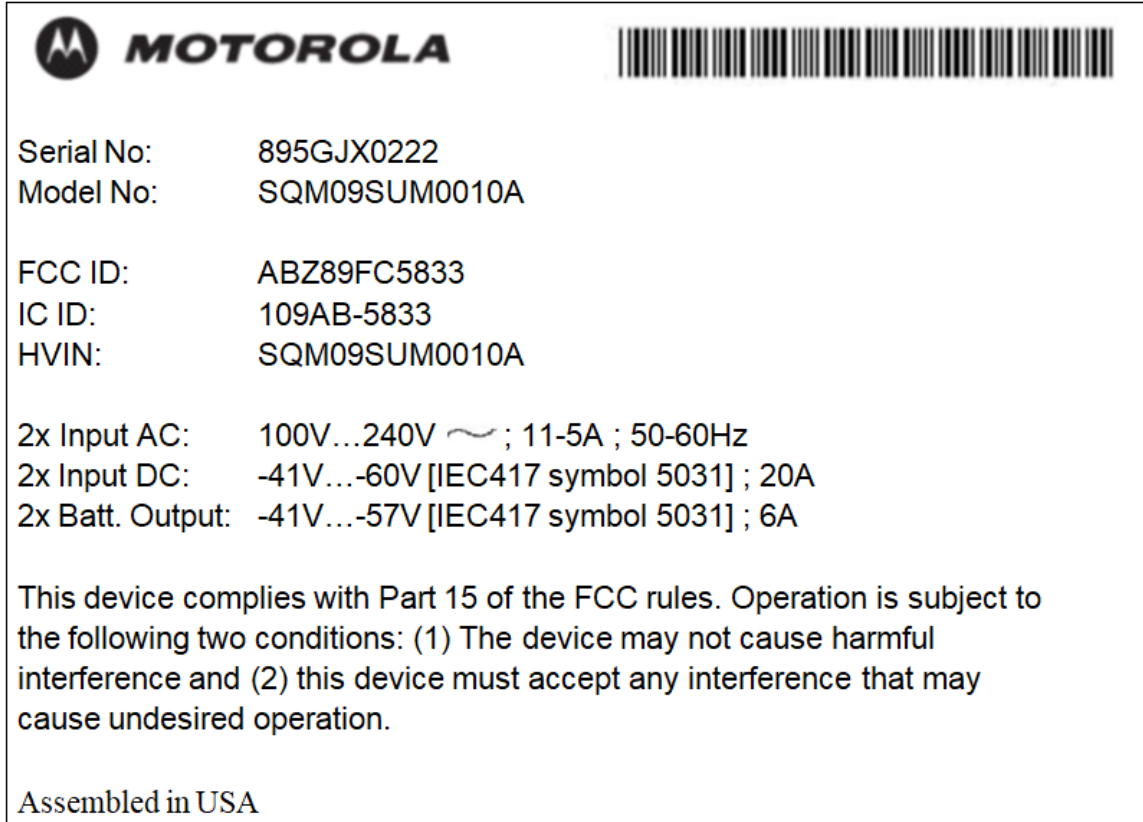 MOTOROLA
Serial No: 895GJX0222
Model No: SQM09SUM0010A
FCC ID: ABZ89FC5833
IC ID: 109AB-5833
HVIN: SQM09SUM0010A
2x Input AC: 100V...240V ~ ; 11-5A ; 50-60Hz
2x Input DC: -41V…-60V [IEC417 symbol 5031] ; 20A
2x Batt. Output: -41V…-57V [IEC417 symbol 5031] ; 6A
This device complies with Part 15 of the FCC rules. Operation is subject to
the following two conditions: (1) The device may not cause harmful
interference and (2) this device must accept any interference that may
cause undesired operation.
Assembled in USA